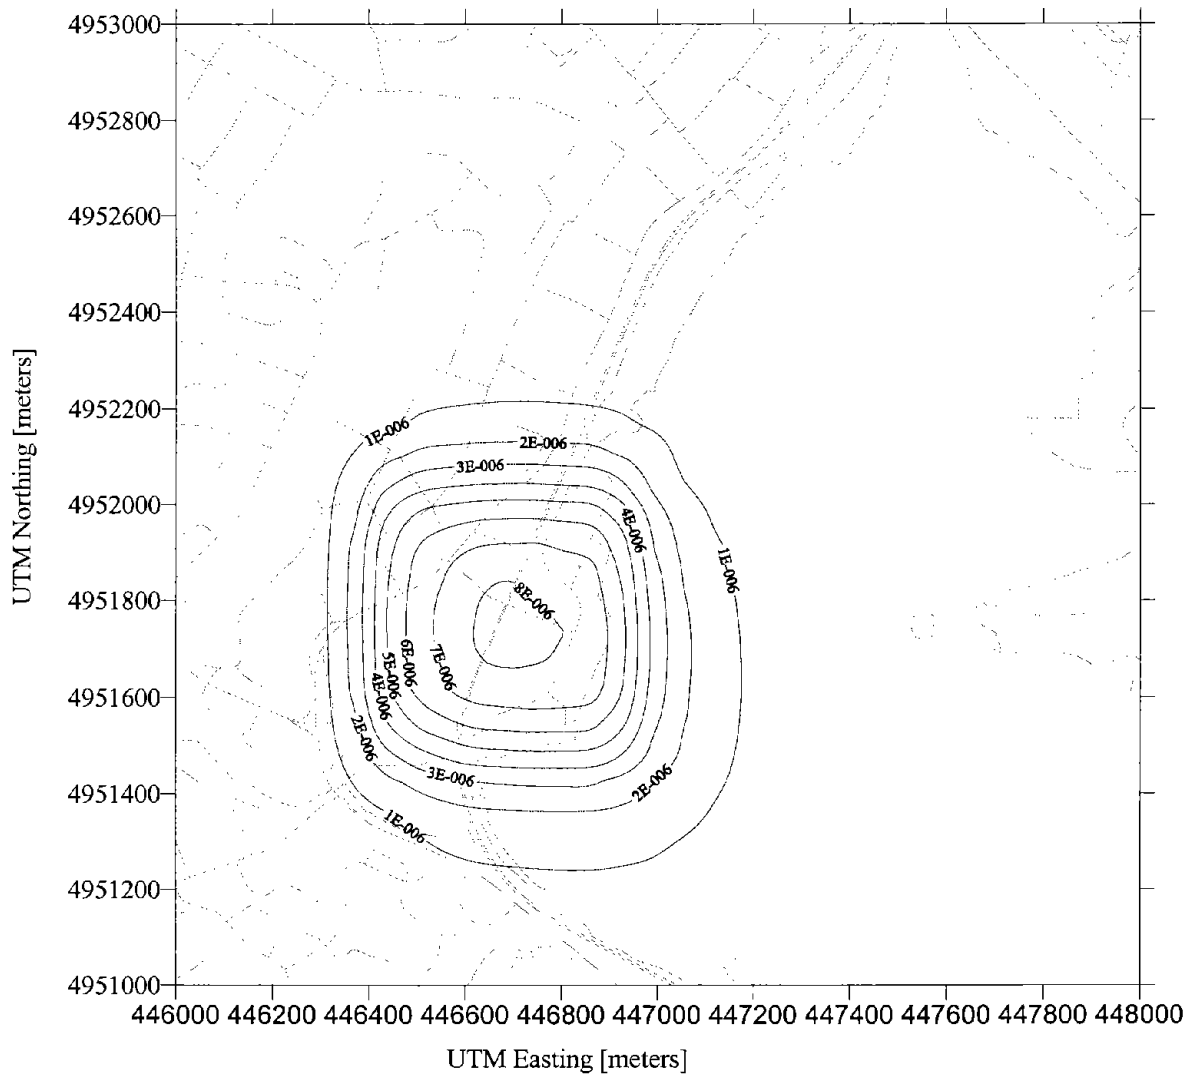 4953000
4952800
4952600
4952400
4952200
4952000
4951800
4951600
4951400
4951200
4951000
UTM Northing [meters]
1E-006
2E-006
3E-006
4E-006
1E-006
8E-006
7E-006
6E-006
5E-006
4E-006
2E-006
3E-006
2E-006
1E-006
446000 446200 446400 446600 446800 447000 447200 447400 447600 447800 448000
UTM Easting [meters]